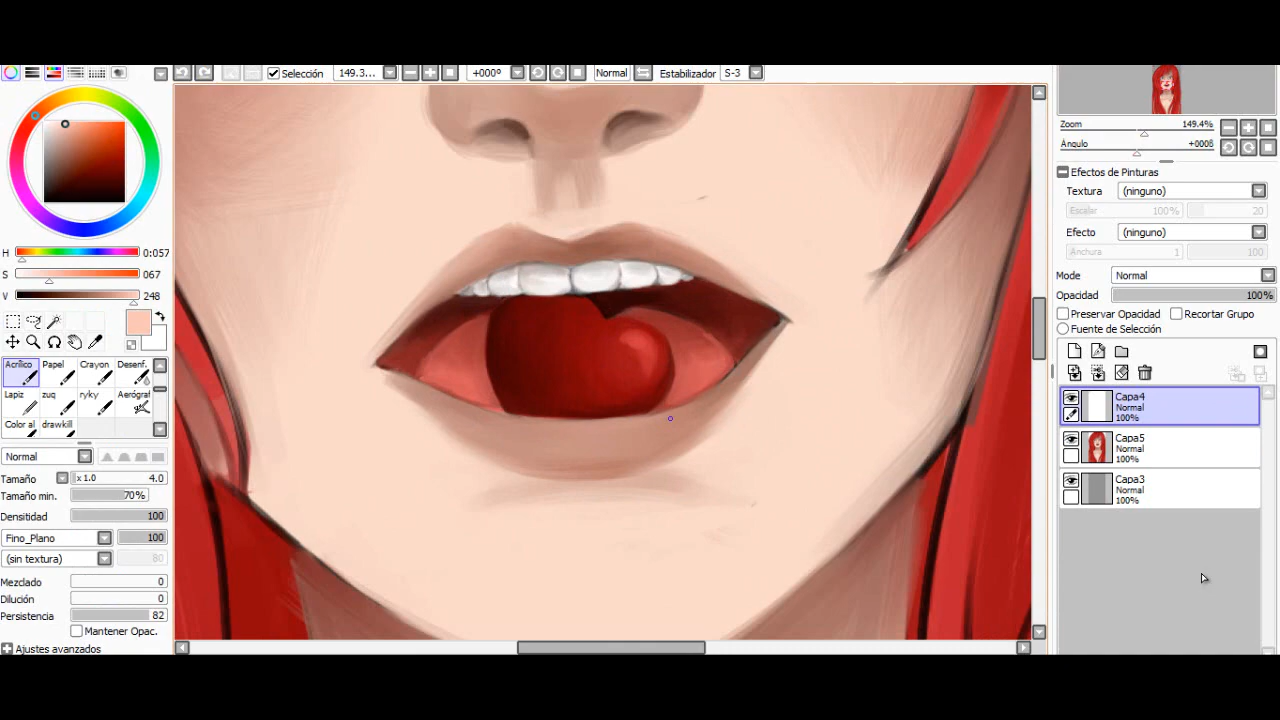 Selección 149.3... +000º Normal Estabilizador S-3
Zoom 149.4%
Ángulo +0006
Efectos de Pinturas
Textura (ninguno)
Escalar 100% 20
Efecto (ninguno)
Anchura 1 100
Mode Normal
Opacidad 100%
Preservar Opacidad Recortar Grupo
Fuente de Selección
Capa4
Normal
100%
Capa5
Normal
100%
Capa3
Normal
100%
H 0:057
S 067
V 248
Acrílico Papel Crayon Desenf.
Lapiz zuq ryky Aerógraf
Color al drawkill
Normal
Tamaño x 1.0 4.0
Tamaño min. 70%
Densidad 100
Fino_Plano 100
(sin textura) 80
Mezclado 0
Dilución 0
Persistencia 82
Mantener Opac.
Ajustes avanzados